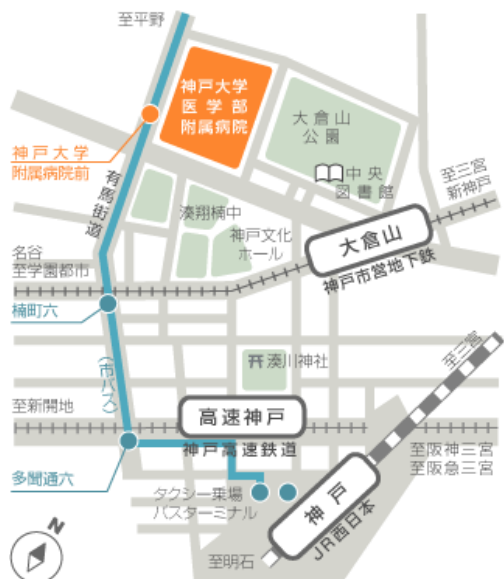 至平野
神戸大学
医学部
附属病院
大倉山
公園
神戸大学
附属病院前
有馬街道
中央
図書館
至三宮
新神戸
湊翔楠中
神戸文化
ホール
大倉山
神戸市営地下鉄
名谷
至学園都市
楠町六
(市バス)
湊川神社
至三宮
至新開地
高速神戸
神戸高速鉄道
至阪神三宮
至阪急三宮
多聞通六
タクシー乗場
バスターミナル
神戸
JR西日本
至明石
N